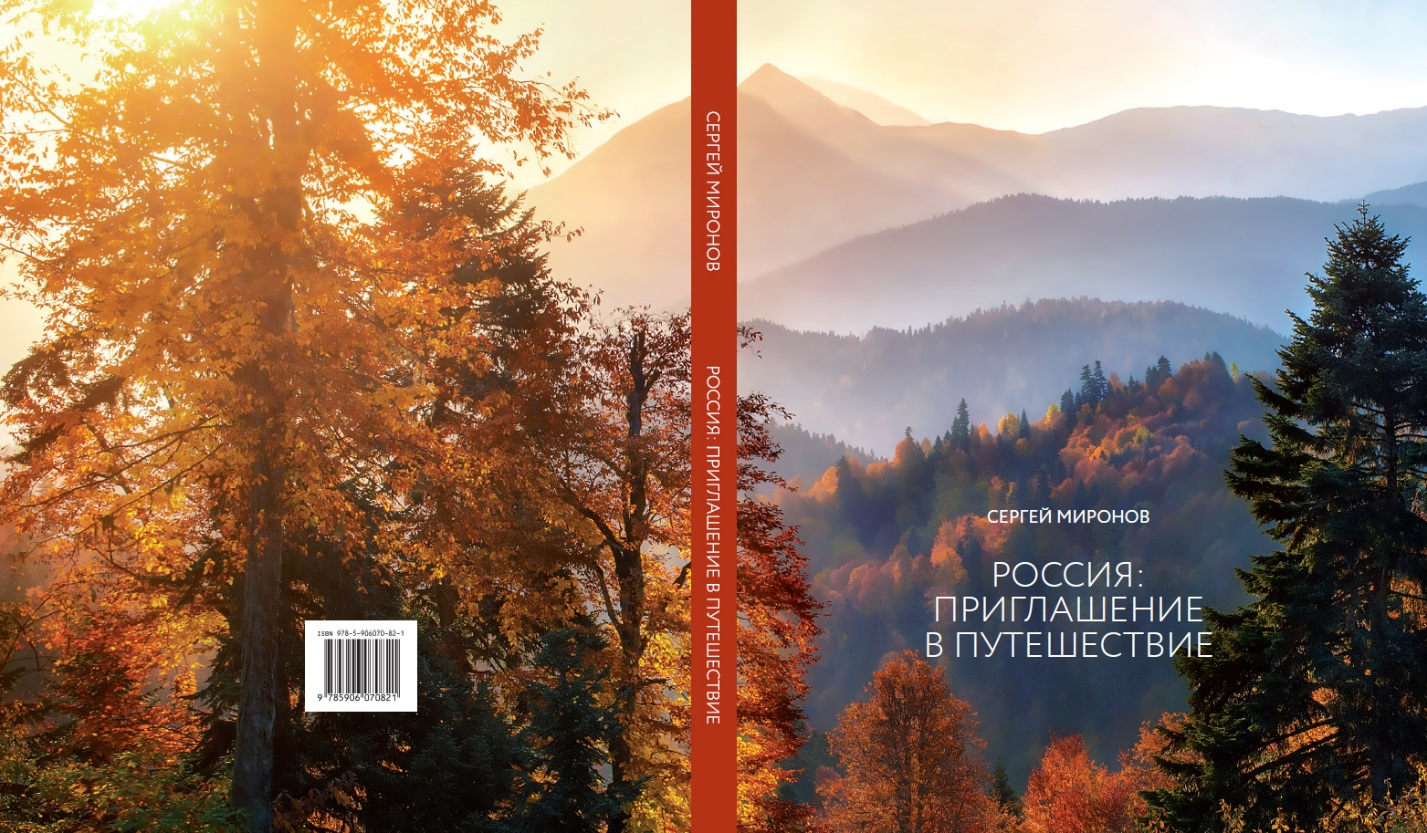 ISBN 978-5-906070-82-1
9 785906 070821
СЕРГЕЙ МИРОНОВ
РОССИЯ: ПРИГЛАШЕНИЕ В ПУТЕШЕСТВИЕ
СЕРГЕЙ МИРОНОВ
РОССИЯ:
ПРИГЛАШЕНИЕ
В ПУТЕШЕСТВИЕ